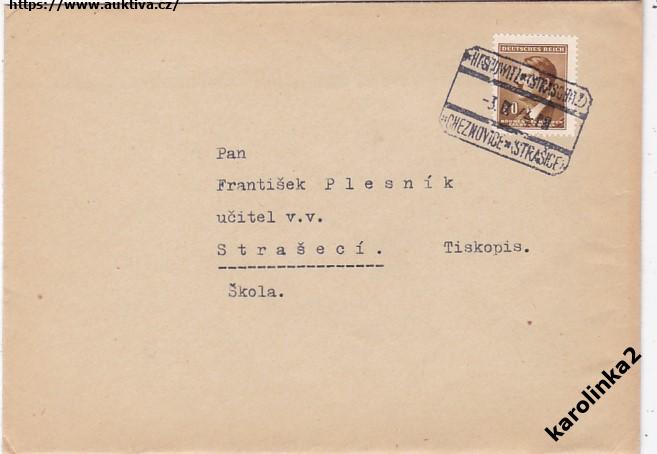 https://www.auktiva.cz/
DEUTSCHES REICH
CHEZNOVICE*STRAŠICE
Pan
František Plesník
učitel v.v.
Strašecí. Tiskopis.
Škola.
karolinka2